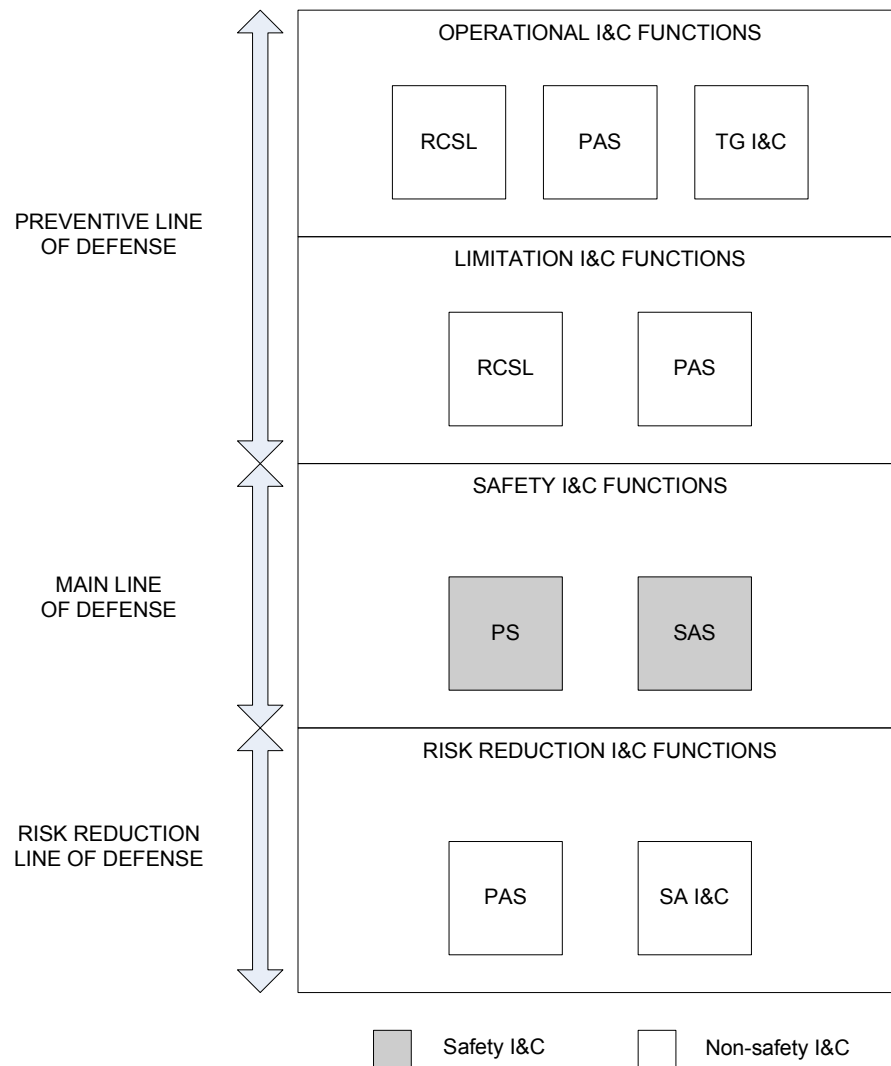 OPERATIONAL I&C FUNCTIONS
RCSL
PAS
TG I&C
PREVENTIVE LINE
OF DEFENSE
LIMITATION I&C FUNCTIONS
RCSL
PAS
SAFETY I&C FUNCTIONS
MAIN LINE
OF DEFENSE
PS
SAS
RISK REDUCTION I&C FUNCTIONS
RISK REDUCTION
LINE OF DEFENSE
PAS
SA I&C
Safety I&C
Non-safety I&C